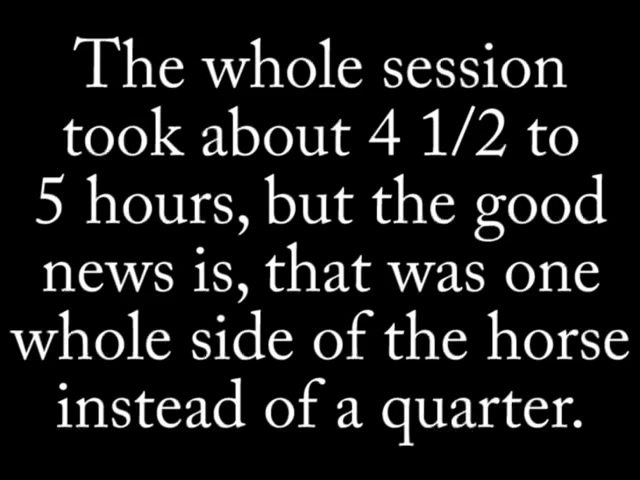 The whole session
took about 4 1/2 to
5 hours, but the good
news is, that was one
whole side of the horse
instead of a quarter.